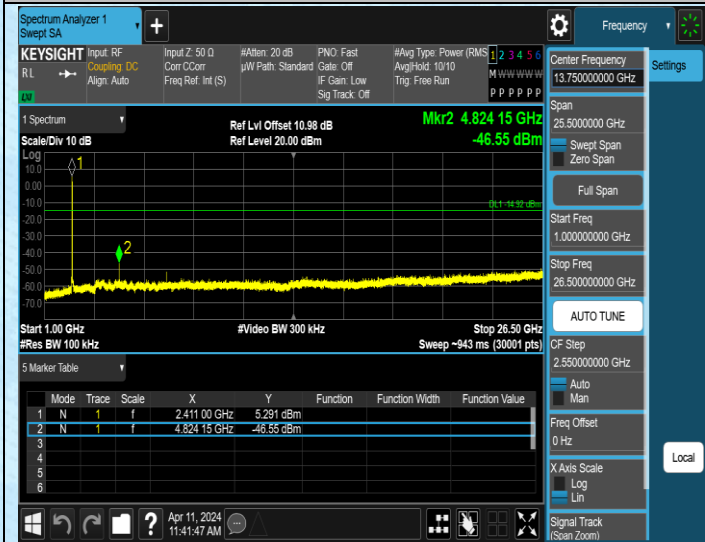 Spectrum Analyzer 1
Swept SA
+
Frequency
KEYSIGHT
RL
LXI
Input: RF
Coupling: DC
Align: Auto
Input Z: 50 Ω
Corr CCorr
Freq Ref: Int (S)
#Atten: 20 dB
µW Path: Standard
PNO: Fast
Gate: Off
IF Gain: Low
Sig Track: Off
#Avg Type: Power (RMS
Avg|Hold: 10/10
Trig: Free Run
1 2 3 4 5 6
M W W W W W
P P P P P P
1 Spectrum
Scale/Div 10 dB
Ref Lvl Offset 10.98 dB
Ref Level 20.00 dBm
Mkr2 4.824 15 GHz
-46.55 dBm
Log
10.0
0.00
-10.0
-20.0
-30.0
-40.0
-50.0
-60.0
-70.0
1
2
DL1 -14.92 dBm
Start 1.00 GHz
#Video BW 300 kHz
Stop 26.50 GHz
#Res BW 100 kHz
Sweep ~943 ms (30001 pts)
5 Marker Table
Mode Trace Scale X Y Function Function Width Function Value
1 N 1 f 2.411 00 GHz 5.291 dBm
2 N 1 f 4.824 15 GHz -46.55 dBm
3
4
5
6
?
Apr 11, 2024
11:41:47 AM
Center Frequency
13.750000000 GHz
Settings
Span
25.5000000 GHz
Swept Span
Zero Span
Full Span
Start Freq
1.000000000 GHz
Stop Freq
26.500000000 GHz
AUTO TUNE
CF Step
2.550000000 GHz
Auto
Man
Freq Offset
0 Hz
Local
X Axis Scale
Log
Lin
Signal Track
(Span Zoom)